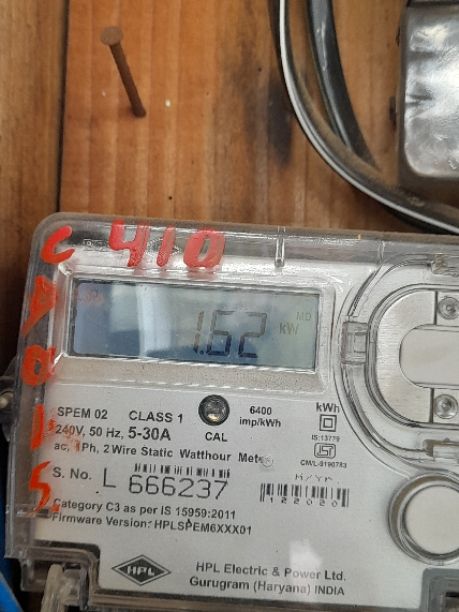 410
1.62
MD
kW
SPEM 02 CLASS 1
240V, 50 Hz, 5-30A
ac, 1Ph, 2 Wire Static Watthour Meter
CAL
6400
imp/kWh
kWh
IS:13779
CM/L-9190783
S. No. L 666237
M/Yr.
122020
Category C3 as per IS 15959:2011
Firmware Version: HPLSPEM6XXX01
HPL
HPL Electric & Power Ltd.
Gurugram (Haryana) INDIA